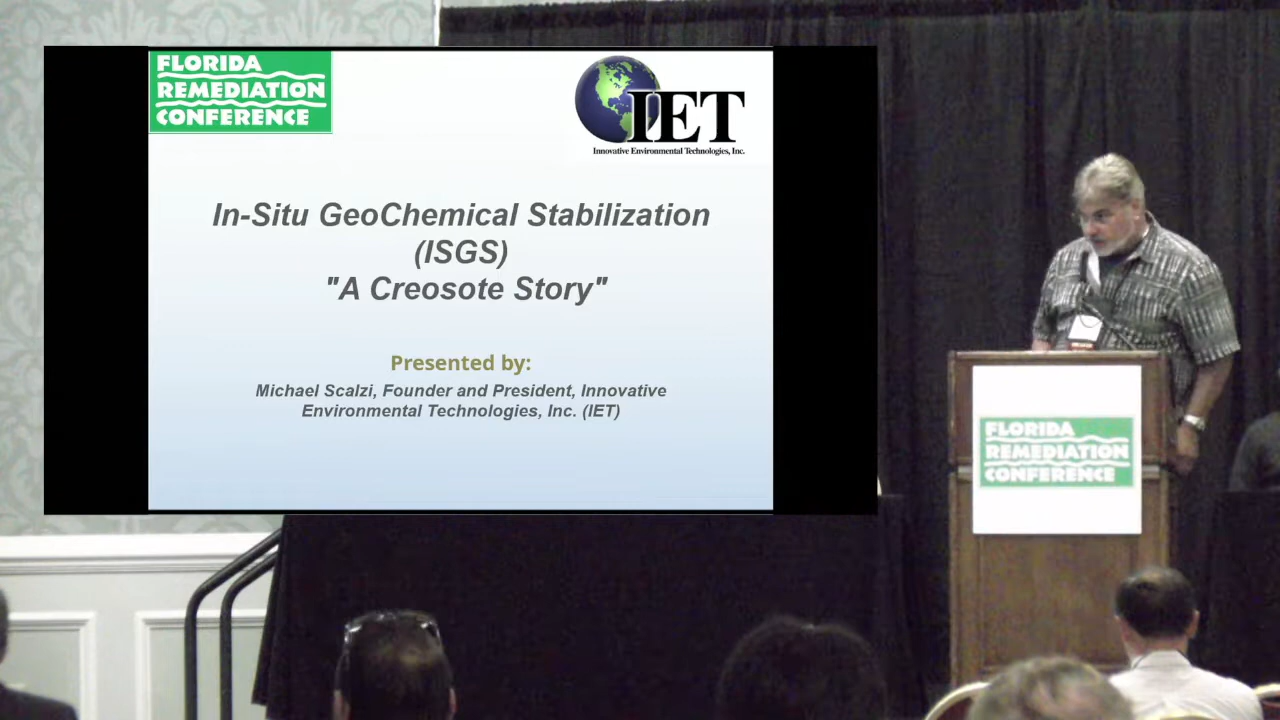 FLORIDA
REMEDIATION
CONFERENCE
IET
Innovative Environmental Technologies, Inc.
In-Situ GeoChemical Stabilization
(ISGS)
"A Creosote Story"
Presented by:
Michael Scalzi, Founder and President, Innovative
Environmental Technologies, Inc. (IET)
FLORIDA
REMEDIATION
CONFERENCE